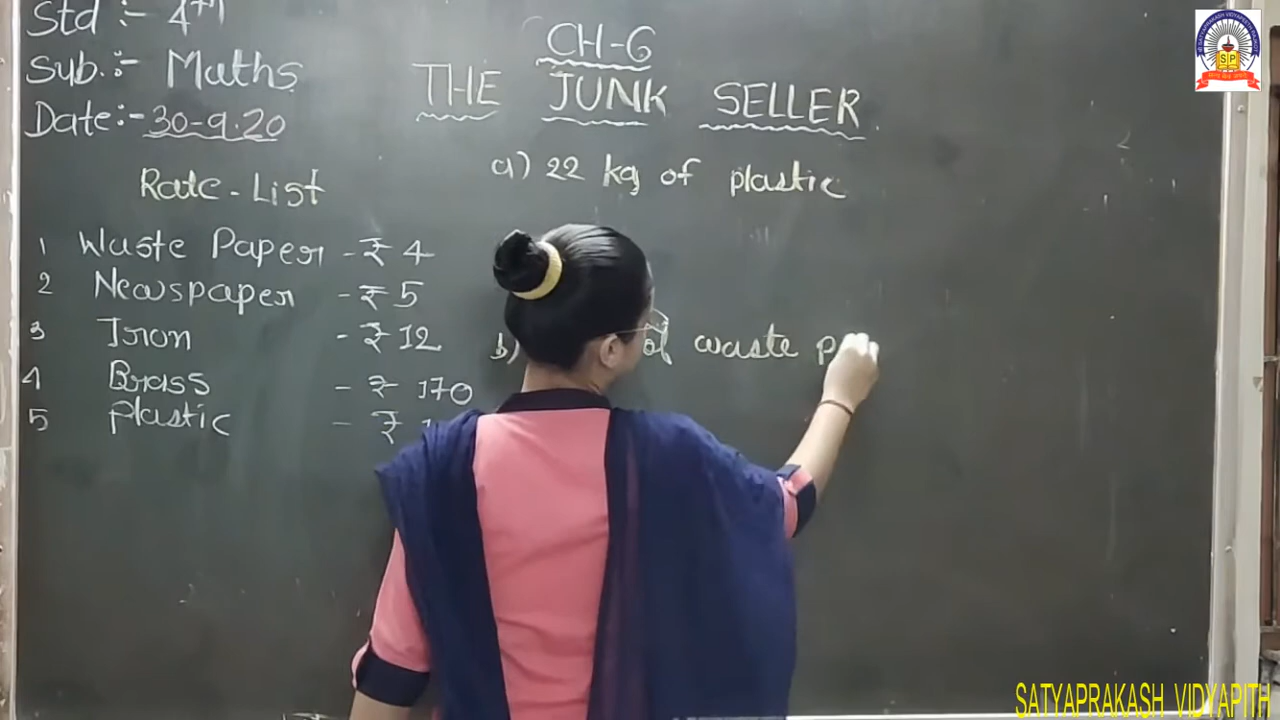 Std :- 4th
Sub. :- Maths
Date:- 30-9.20
CH-6
THE JUNK SELLER
Rate - List
1 Waste Paper - ₹ 4
2 Newspaper - ₹ 5
3 Iron - ₹ 12
4 Brass - ₹ 170
5 Plastic - ₹
a) 22 kg of plastic
b) of waste p
SP
SATYAPRAKASH VIDYAPITH